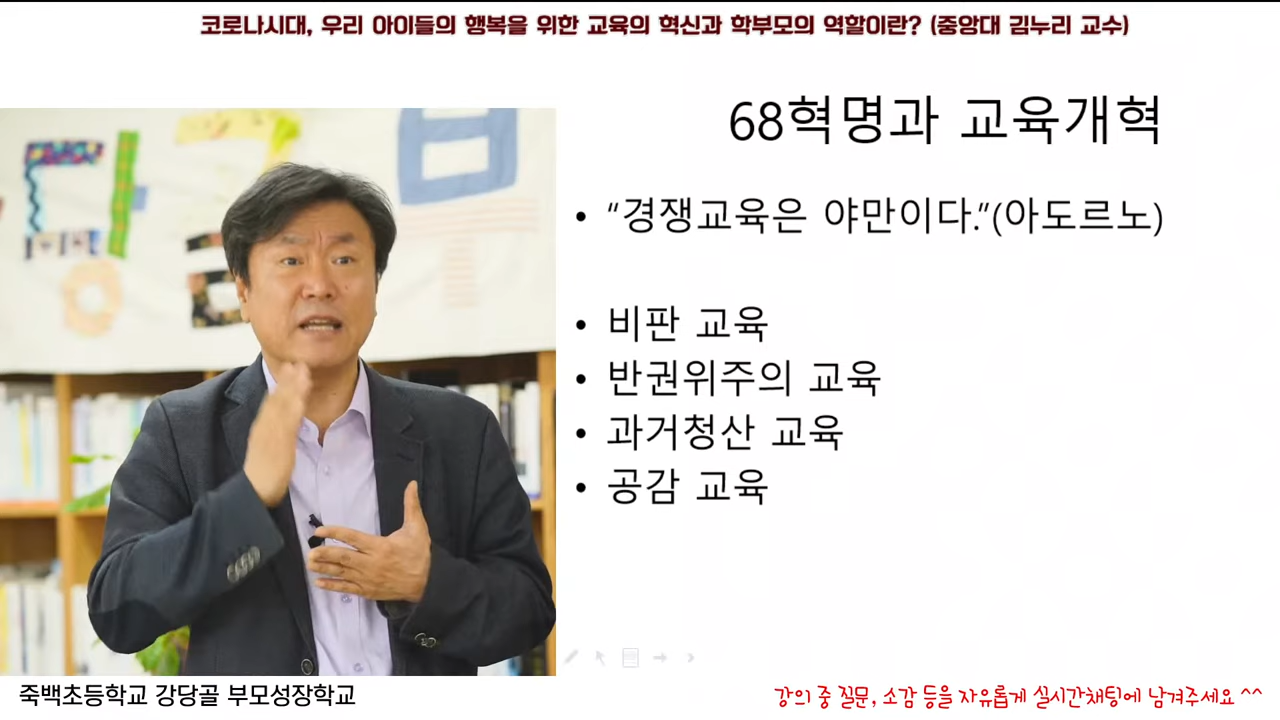 코로나시대, 우리 아이들의 행복을 위한 교육의 혁신과 학부모의 역할이란? (중앙대 김누리 교수)
68혁명과 교육개혁
• “경쟁교육은 야만이다.”(아도르노)
• 비판 교육
• 반권위주의 교육
• 과거청산 교육
• 공감 교육
죽백초등학교 강당골 부모성장학교
강의 중 질문, 소감 등을 자유롭게 실시간채팅에 남겨주세요 ^^